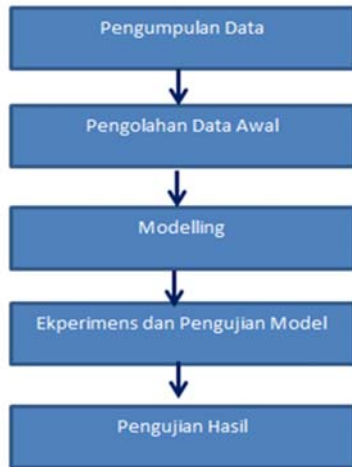 Pengumpulan Data
Pengolahan Data Awal
Modelling
Ekperimens dan Pengujian Model
Pengujian Hasil